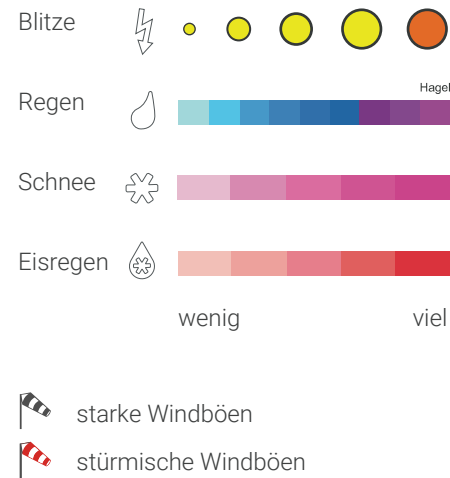 Blitze
Hagel
Regen
Schnee
Eisregen
wenig viel
starke Windböen
stürmische Windböen